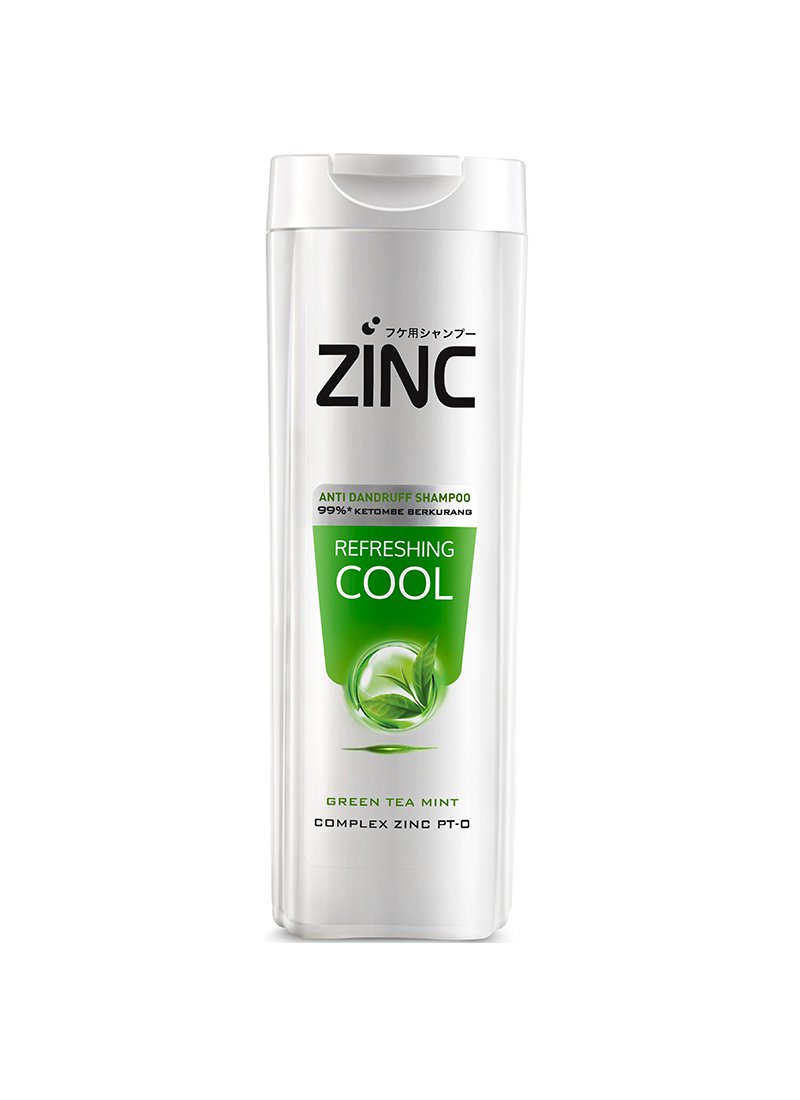 フケ用シャンプー
ZINC
ANTI DANDRUFF SHAMPOO
99%* KETOMBE BERKURANG
REFRESHING
COOL
GREEN TEA MINT
COMPLEX ZINC PT-O